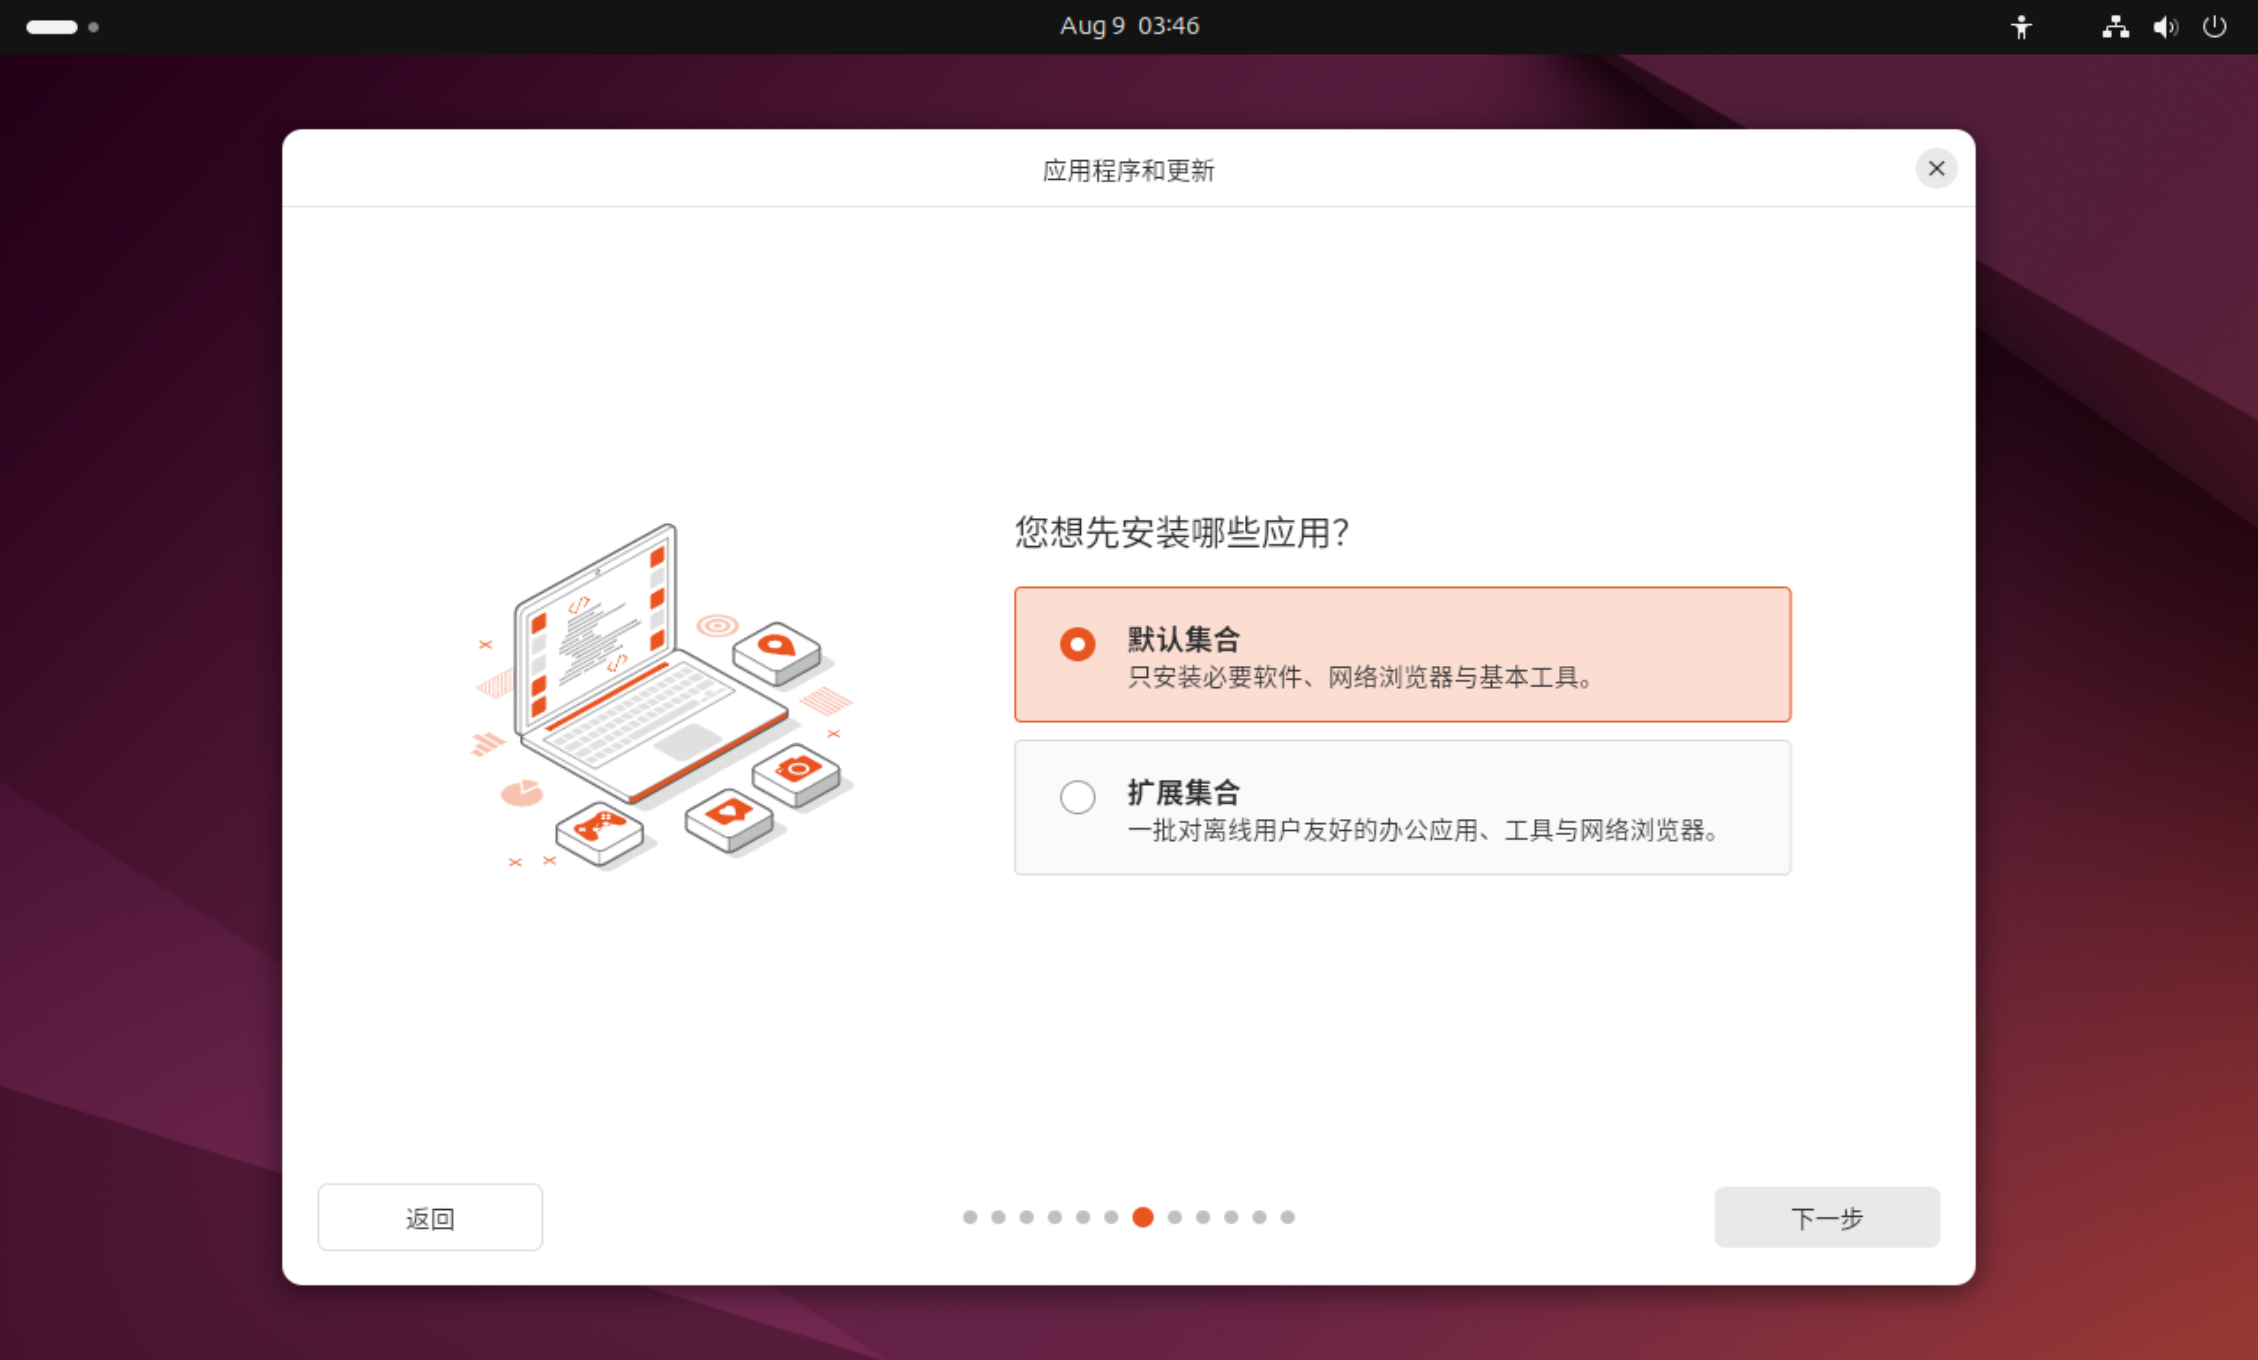 Aug 9 03:46
应用程序和更新
您想先安装哪些应用？
默认集合
只安装必要软件、网络浏览器与基本工具。
扩展集合
一批对离线用户友好的办公应用、工具与网络浏览器。
返回
下一步